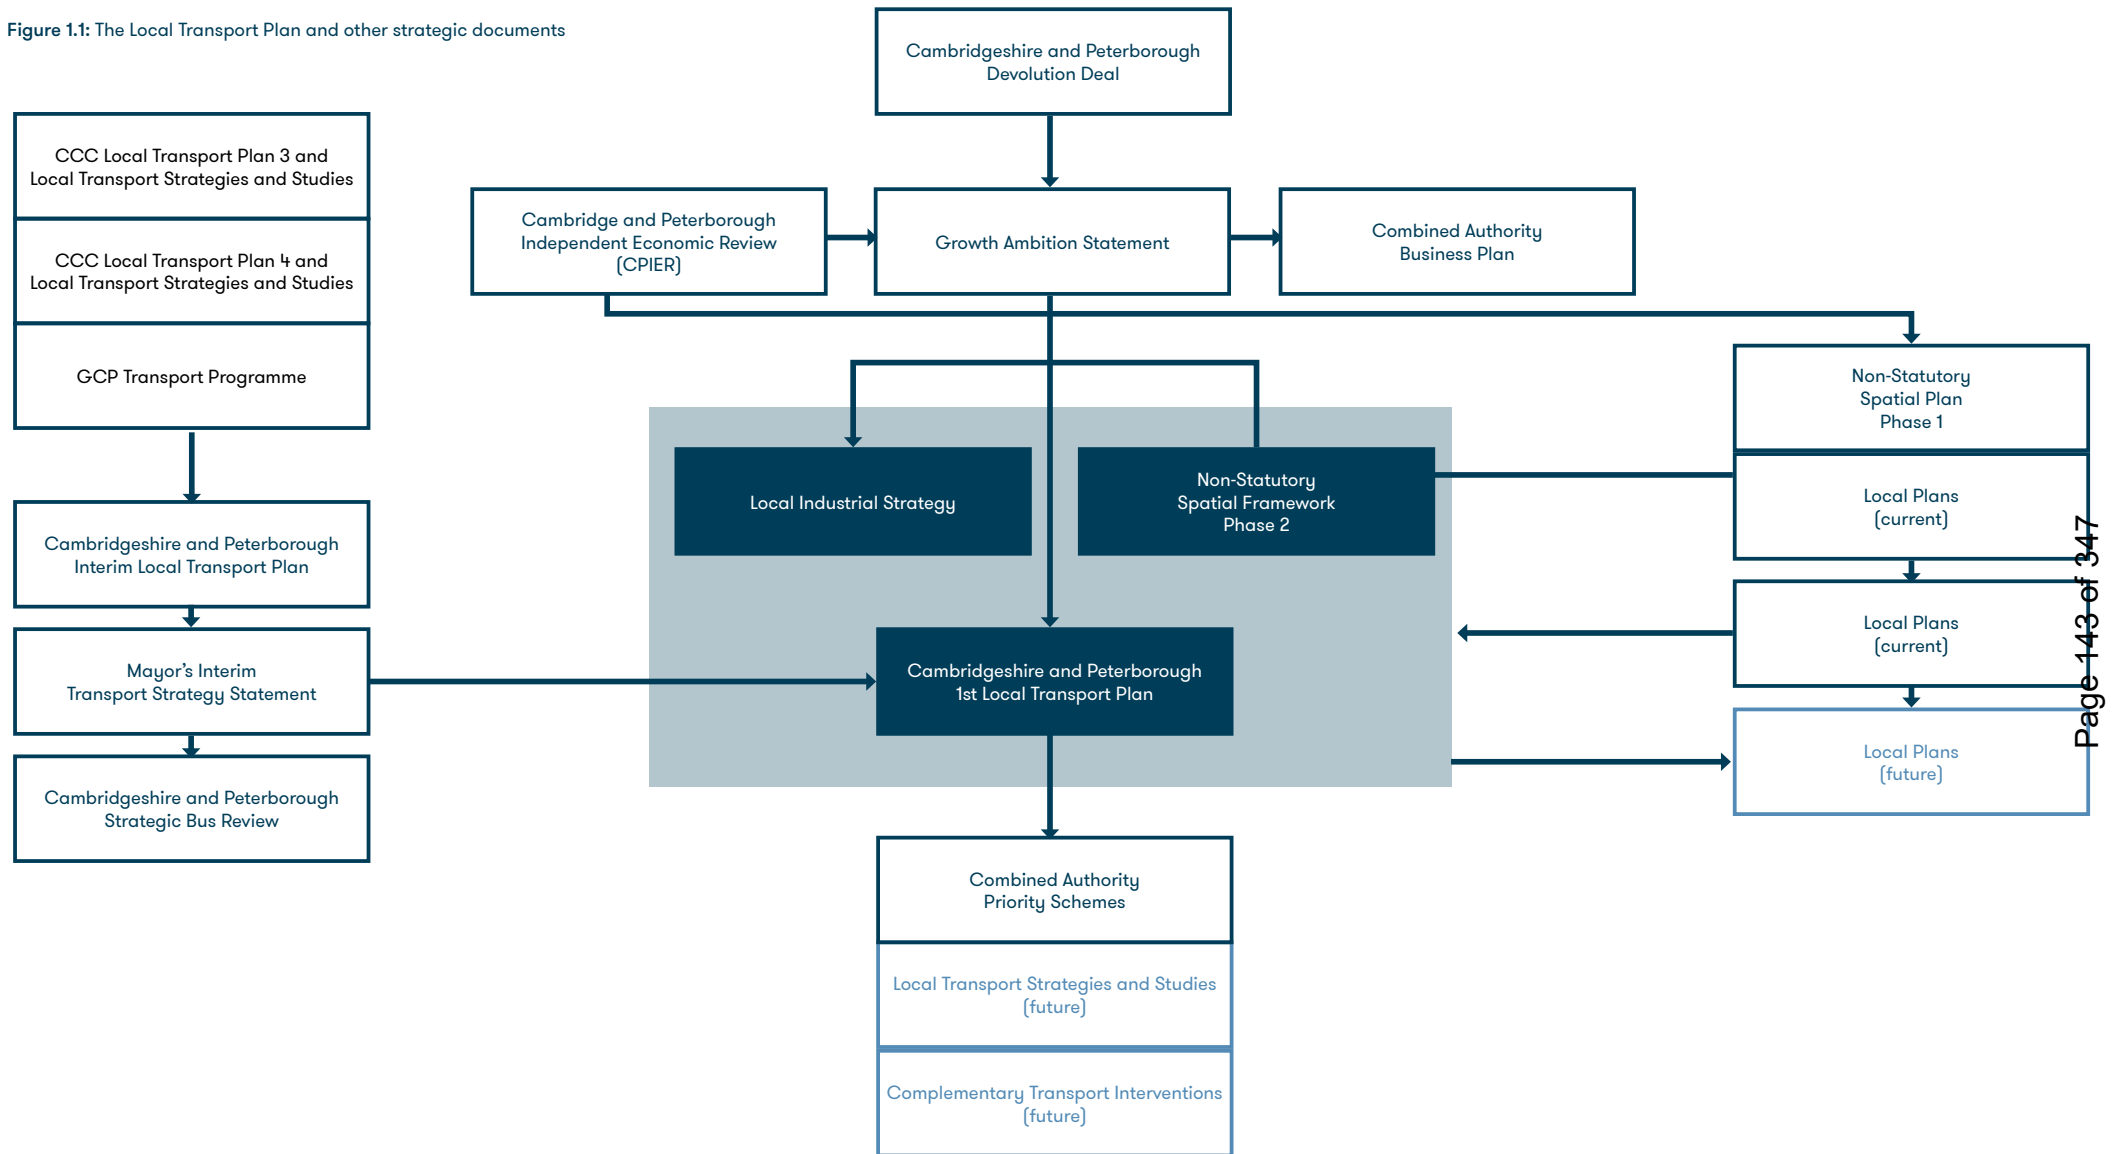 Figure 1.1: The Local Transport Plan and other strategic documents
Cambridgeshire and Peterborough
Devolution Deal
CCC Local Transport Plan 3 and
Local Transport Strategies and Studies
CCC Local Transport Plan 4 and
Local Transport Strategies and Studies
GCP Transport Programme
Cambridge and Peterborough
Independent Economic Review
(CPIER)
Growth Ambition Statement
Combined Authority
Business Plan
Non-Statutory
Spatial Plan
Phase 1
Local Industrial Strategy
Non-Statutory
Spatial Framework
Phase 2
Local Plans
(current)
Cambridgeshire and Peterborough
Interim Local Transport Plan
Mayor’s Interim
Transport Strategy Statement
Cambridgeshire and Peterborough
1st Local Transport Plan
Local Plans
(current)
Local Plans
(future)
Cambridgeshire and Peterborough
Strategic Bus Review
Combined Authority
Priority Schemes
Local Transport Strategies and Studies
(future)
Complementary Transport Interventions
(future)
Page 143 of 347